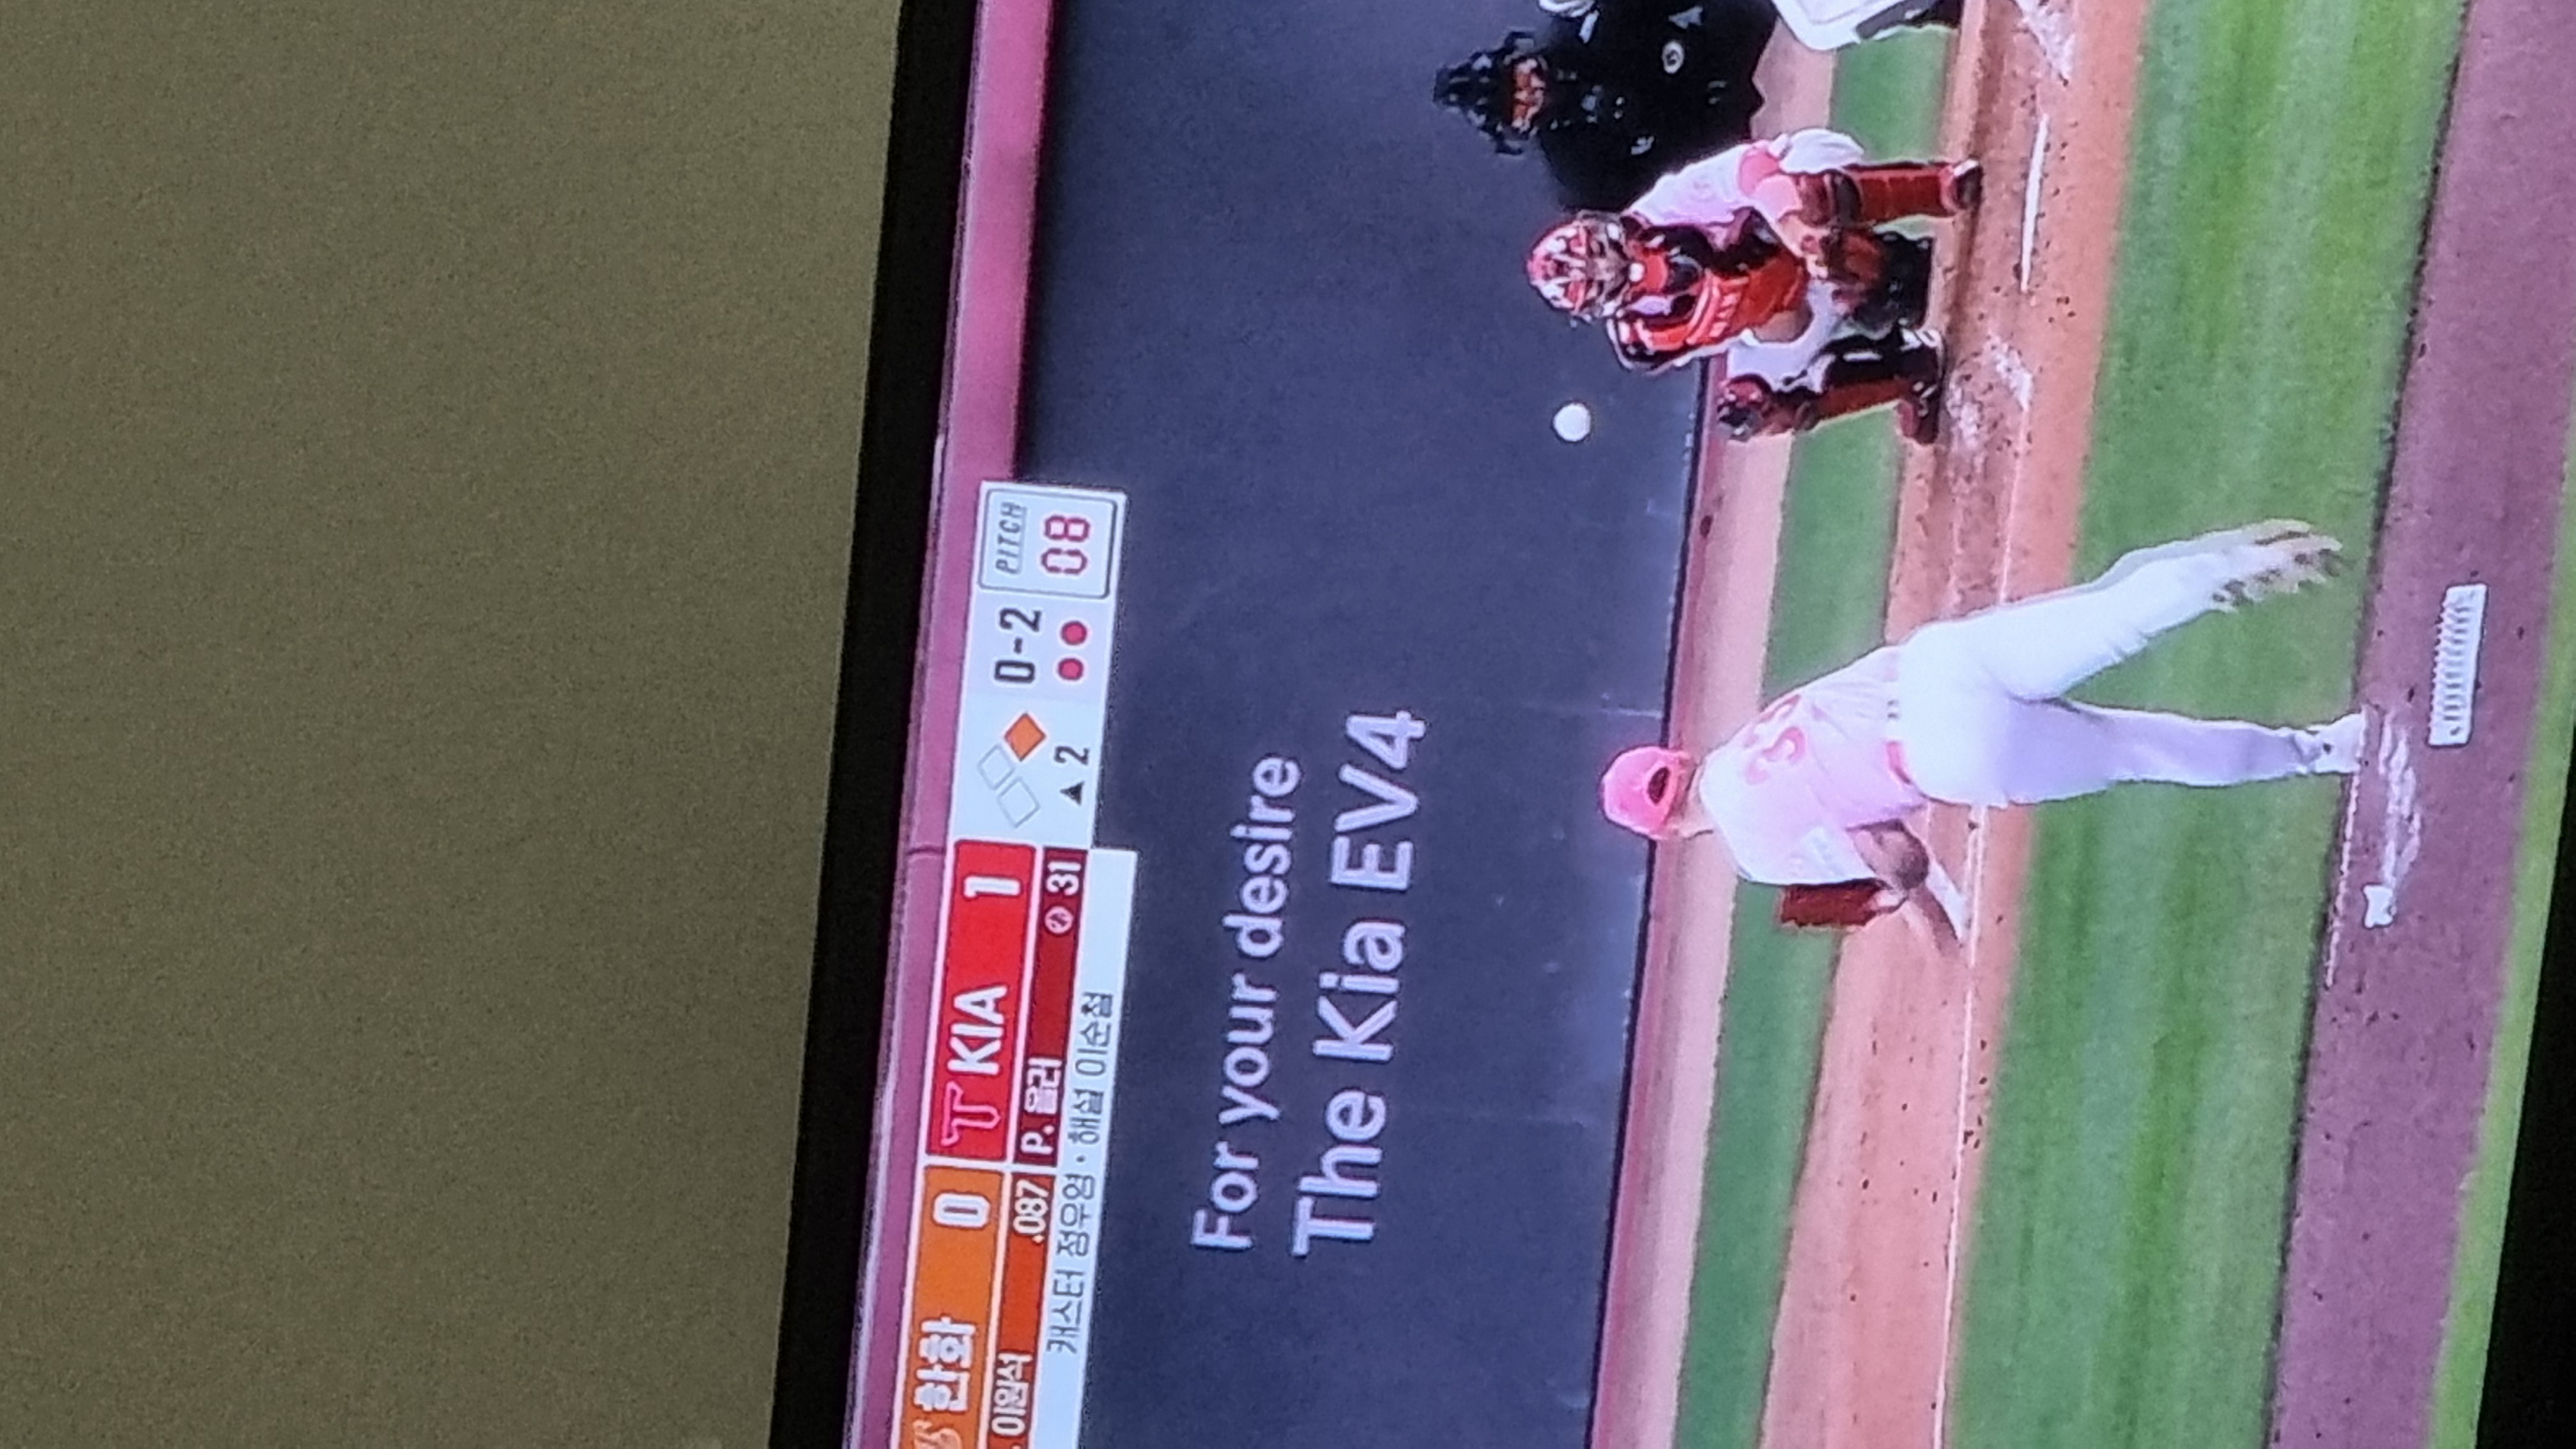 한화 0 KIA 1
이원석 .087 P. 올러 31
▲ 2
0-2
PITCH
08
캐스터 정우영 · 해설 이순철
For your desire
The Kia EV4
33